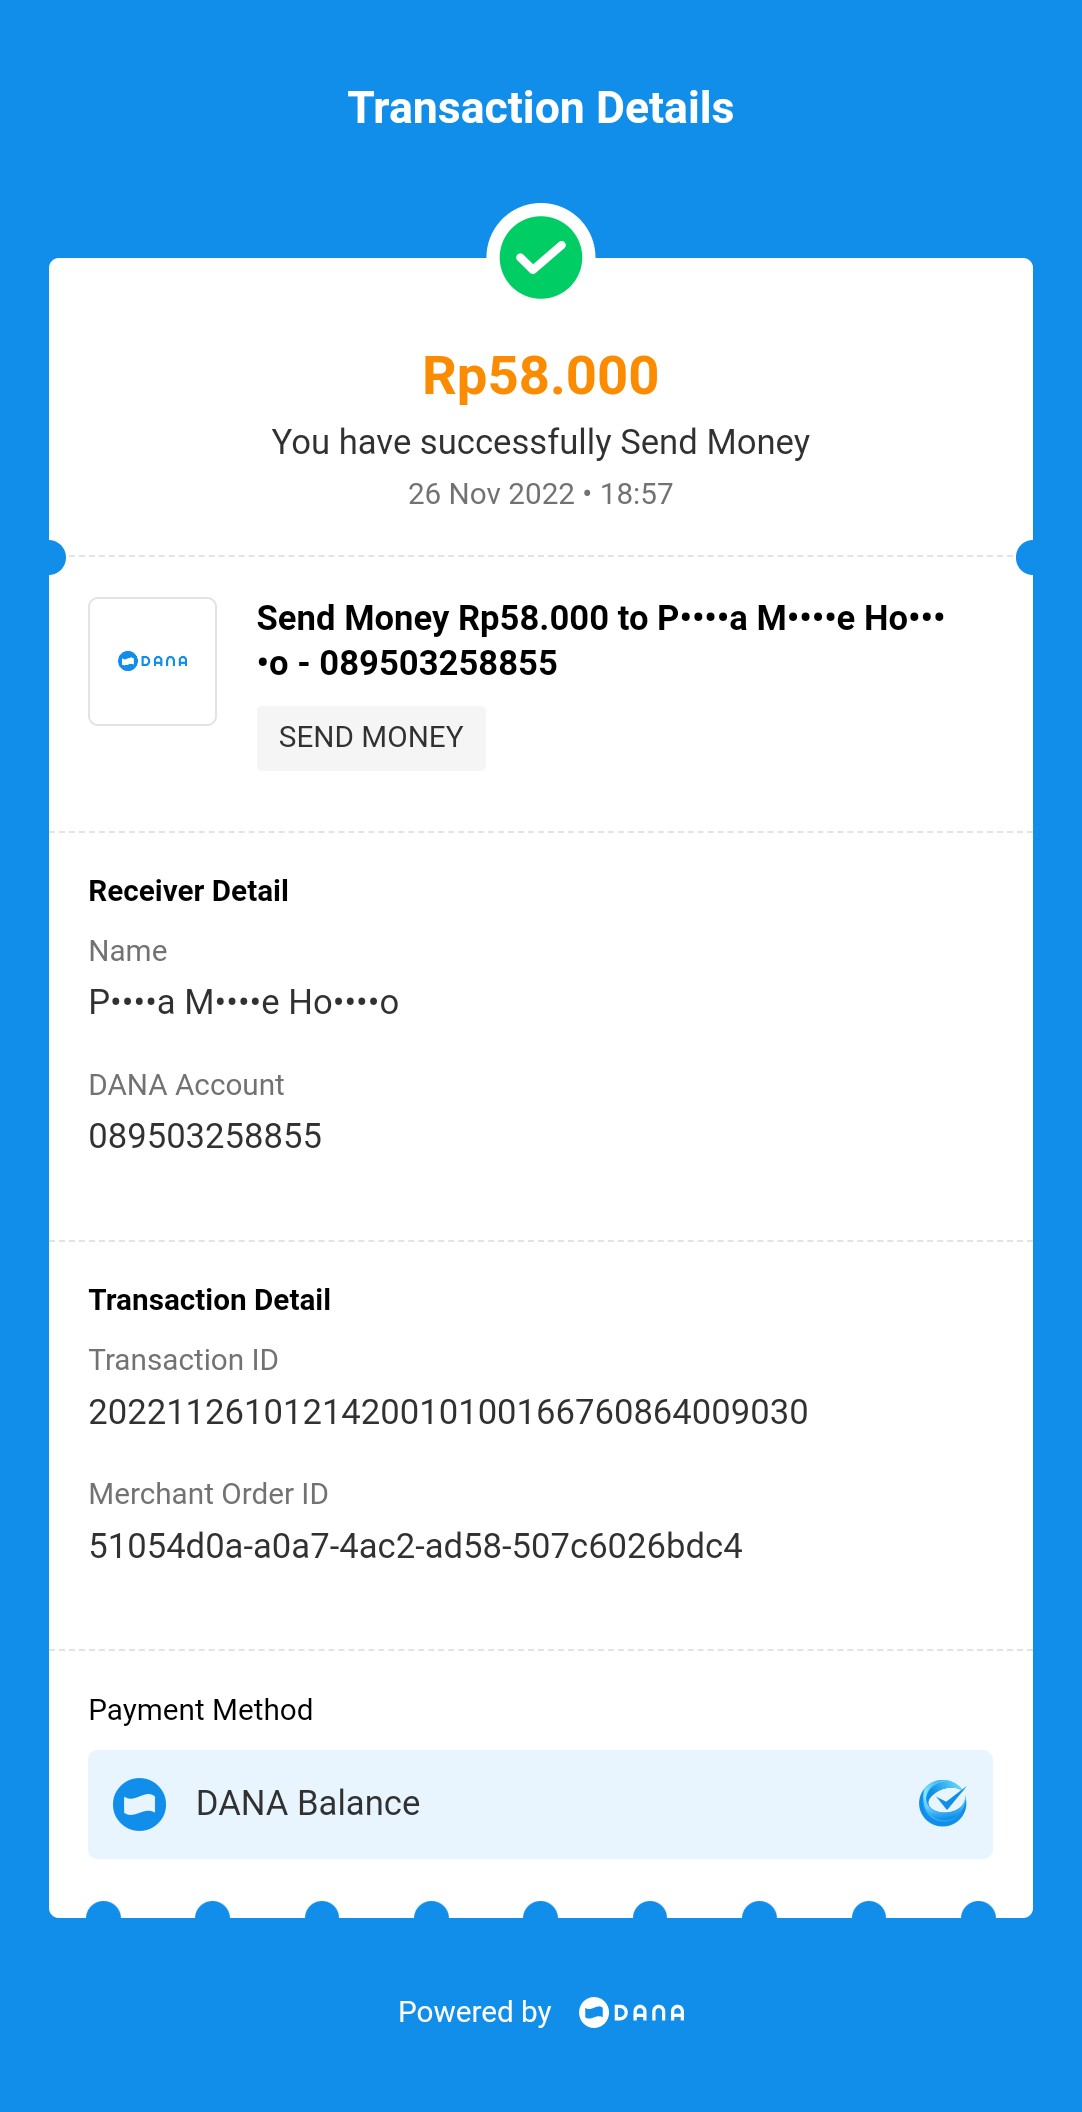 Transaction Details
Rp58.000
You have successfully Send Money
26 Nov 2022 • 18:57
DANA
Send Money Rp58.000 to P••••a M••••e Ho•••
•o - 089503258855
SEND MONEY
Receiver Detail
Name
P••••a M••••e Ho••••o
DANA Account
089503258855
Transaction Detail
Transaction ID
2022112610121420010100166760864009030
Merchant Order ID
51054d0a-a0a7-4ac2-ad58-507c6026bdc4
Payment Method
DANA Balance
Powered by DANA